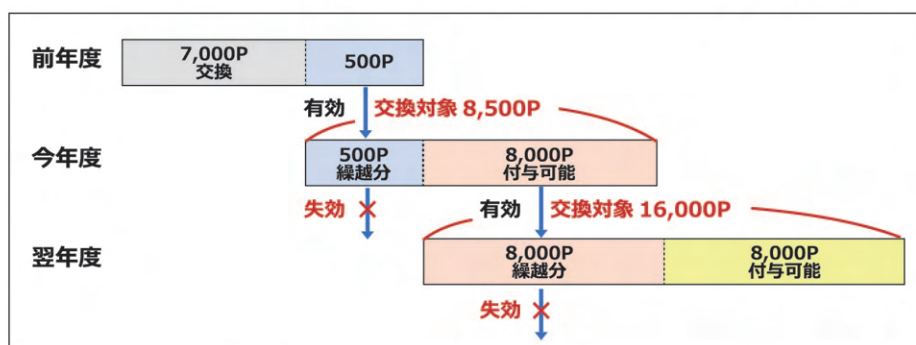 前年度
7,000P
交換
500P
有効
交換対象 8,500P
今年度
500P
繰越分
8,000P
付与可能
失効
有効
交換対象 16,000P
翌年度
8,000P
繰越分
8,000P
付与可能
失効